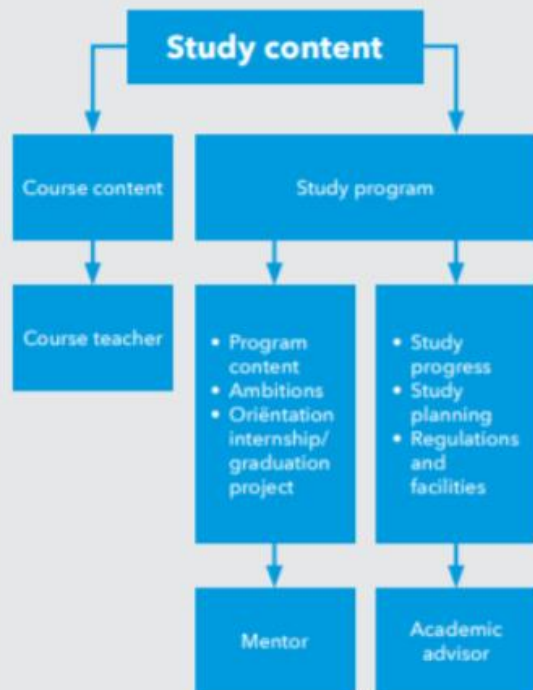 Study content
Course content
Study program
Course teacher
• Program
content
• Ambitions
• Oriëntation
internship/
graduation
project
• Study
progress
• Study
planning
• Regulations
and
facilities
Mentor
Academic
advisor